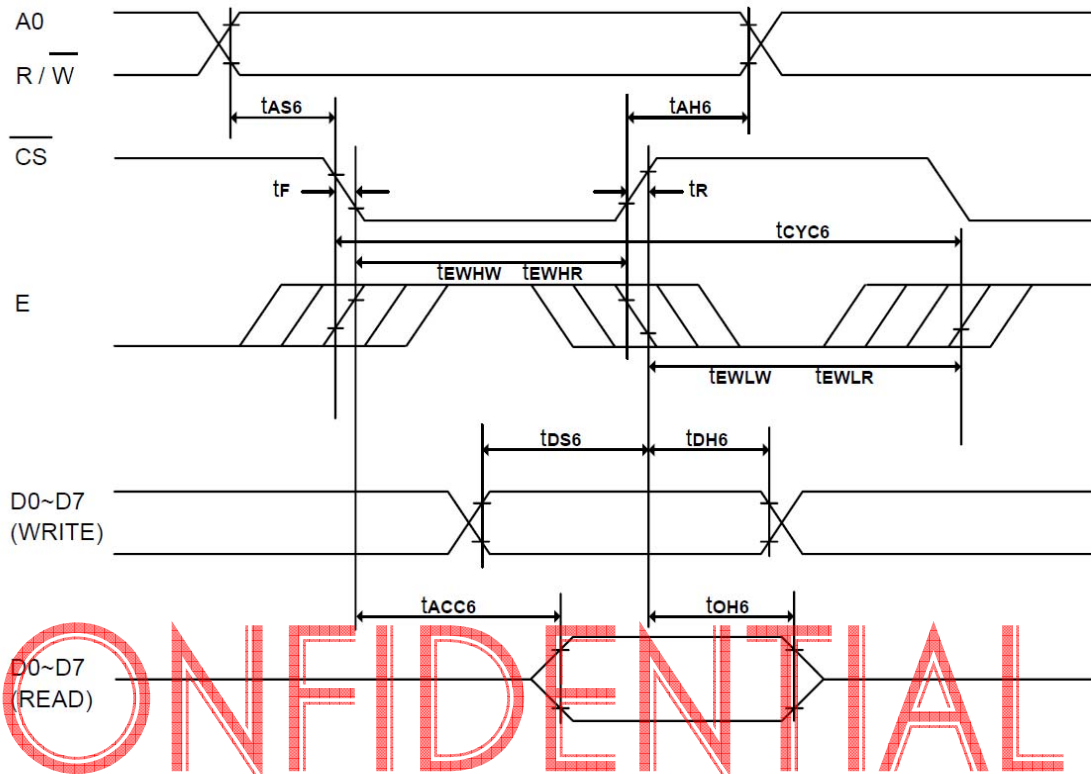 A0
R / W
tAS6 tAH6
CS
tF tR
tCYC6
tEWHW tEWHR
E
tEWLW tEWLR
tDS6 tDH6
D0~D7
(WRITE)
tACC6 tOH6
ONFIDENTIAL
D0~D7
(READ)